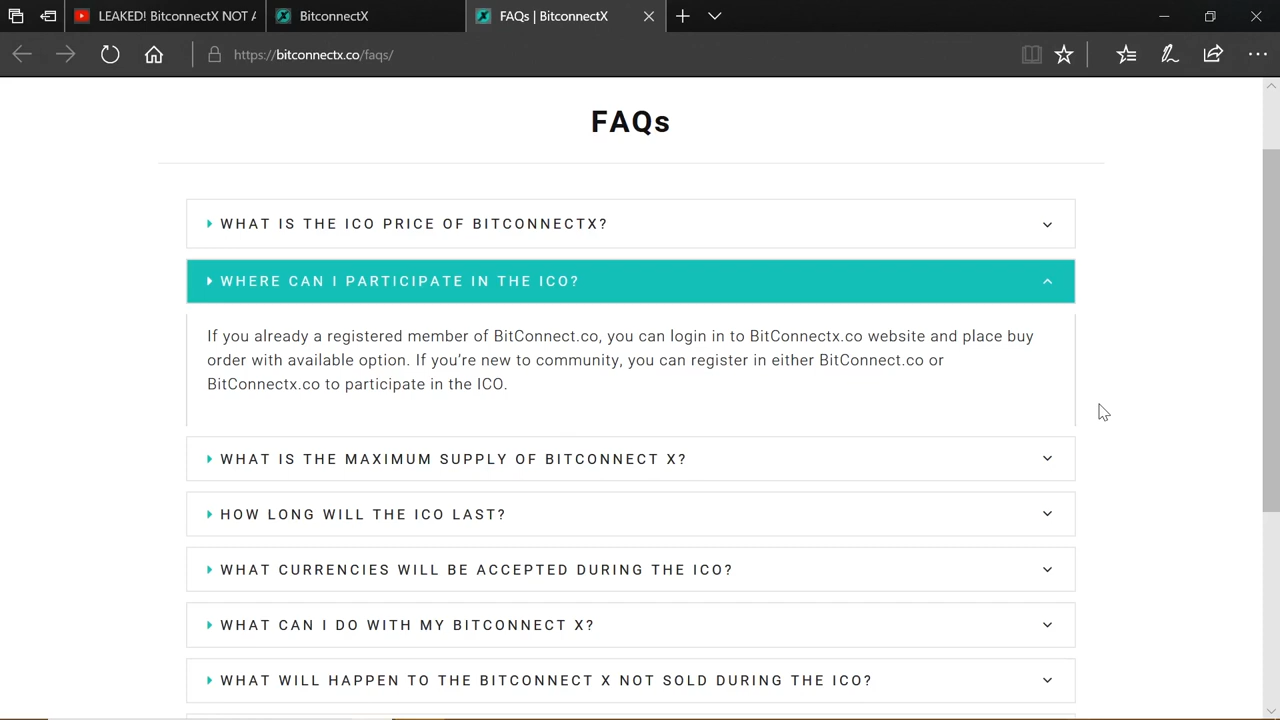 LEAKED! BitconnectX NOT A
BitconnectX
FAQs | BitconnectX
https://bitconnectx.co/faqs/
FAQs
WHAT IS THE ICO PRICE OF BITCONNECTX?
WHERE CAN I PARTICIPATE IN THE ICO?
If you already a registered member of BitConnect.co, you can login in to BitConnectx.co website and place buy
order with available option. If you're new to community, you can register in either BitConnect.co or
BitConnectx.co to participate in the ICO.
WHAT IS THE MAXIMUM SUPPLY OF BITCONNECT X?
HOW LONG WILL THE ICO LAST?
WHAT CURRENCIES WILL BE ACCEPTED DURING THE ICO?
WHAT CAN I DO WITH MY BITCONNECT X?
WHAT WILL HAPPEN TO THE BITCONNECT X NOT SOLD DURING THE ICO?